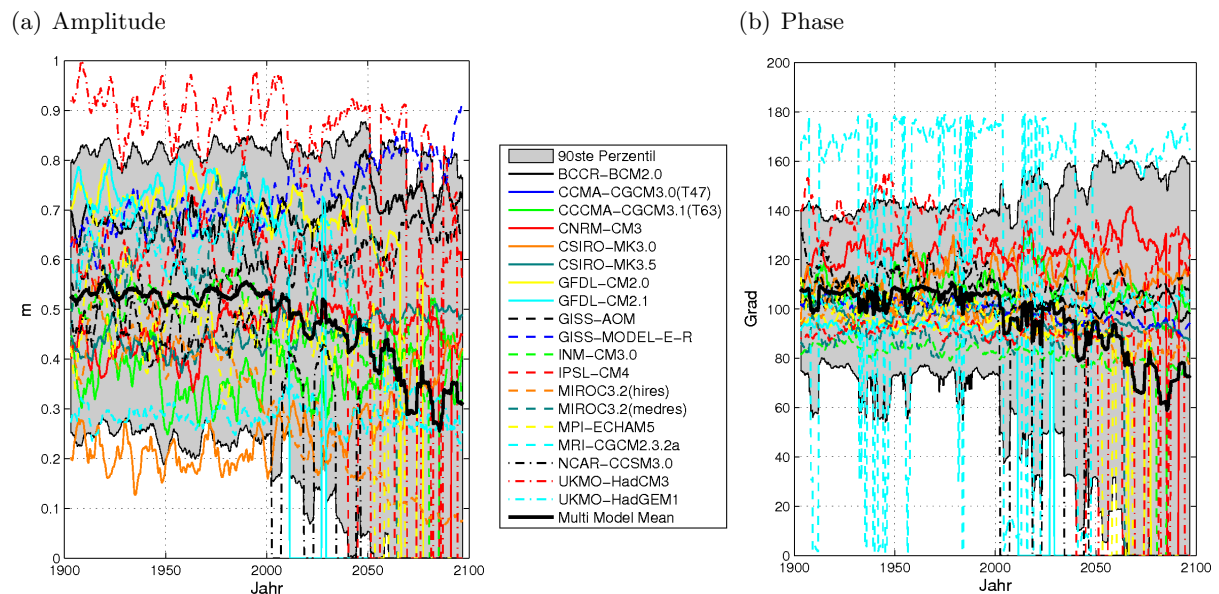 (a) Amplitude
(b) Phase
1
0.9
0.8
0.7
0.6
0.5
0.4
0.3
0.2
0.1
0
m
1900
1950
2000
2050
2100
Jahr
90ste Perzentil
BCCR-BCM2.0
CCMA-CGCM3.0(T47)
CCCMA-CGCM3.1(T63)
CNRM-CM3
CSIRO-MK3.0
CSIRO-MK3.5
GFDL-CM2.0
GFDL-CM2.1
GISS-AOM
GISS-MODEL-E-R
INM-CM3.0
IPSL-CM4
MIROC3.2(hires)
MIROC3.2(medres)
MPI-ECHAM5
MRI-CGCM2.3.2a
NCAR-CCSM3.0
UKMO-HadCM3
UKMO-HadGEM1
Multi Model Mean
200
180
160
140
120
100
80
60
40
20
0
Grad
1900
1950
2000
2050
2100
Jahr